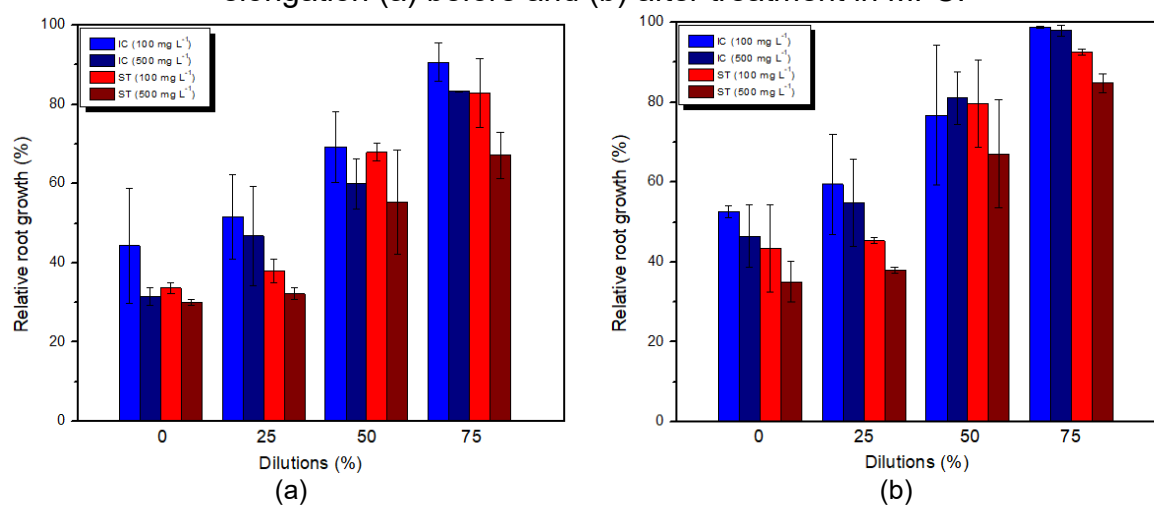 elongation (a) before and (b) after treatment in MPS.
100
80
60
40
20
0
Relative root growth (%)
IC (100 mg L⁻¹)
IC (500 mg L⁻¹)
ST (100 mg L⁻¹)
ST (500 mg L⁻¹)
0 25 50 75
Dilutions (%)
(a)
100
80
60
40
20
0
Relative root growth (%)
IC (100 mg L⁻¹)
IC (500 mg L⁻¹)
ST (100 mg L⁻¹)
ST (500 mg L⁻¹)
0 25 50 75
Dilutions (%)
(b)